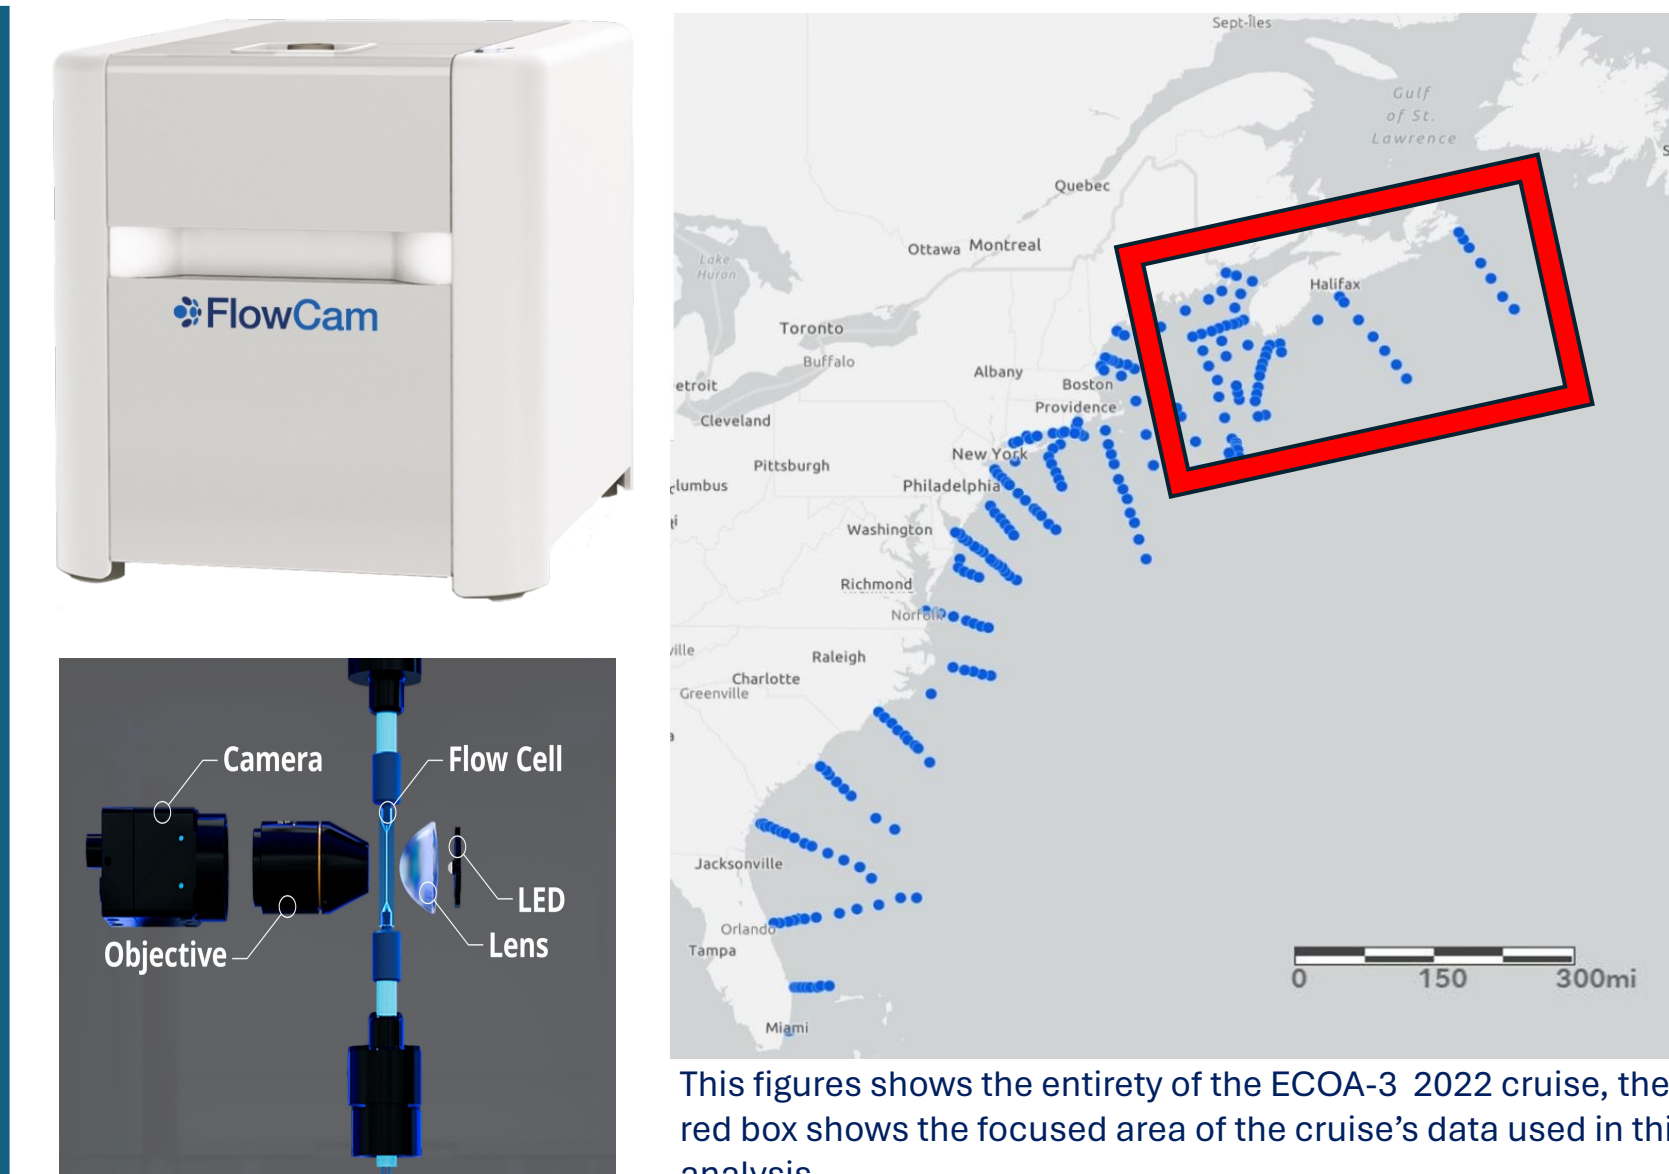 FlowCam
Camera
Flow Cell
LED
Lens
Objective
Sept-Îles
Gulf
of St.
Lawrence
Quebec
Ottawa
Montreal
Lake
Huron
Halifax
Toronto
Buffalo
Albany
etroit
Boston
Cleveland
Providence
New York
Pittsburgh
lumbus
Philadelphia
Washington
Richmond
Norfolk
ville
Raleigh
Charlotte
Greenville
Jacksonville
Orlando
Tampa
Miami
0 150 300mi
This figures shows the entirety of the ECOA-3 2022 cruise, the
red box shows the focused area of the cruise's data used in thi
analysis